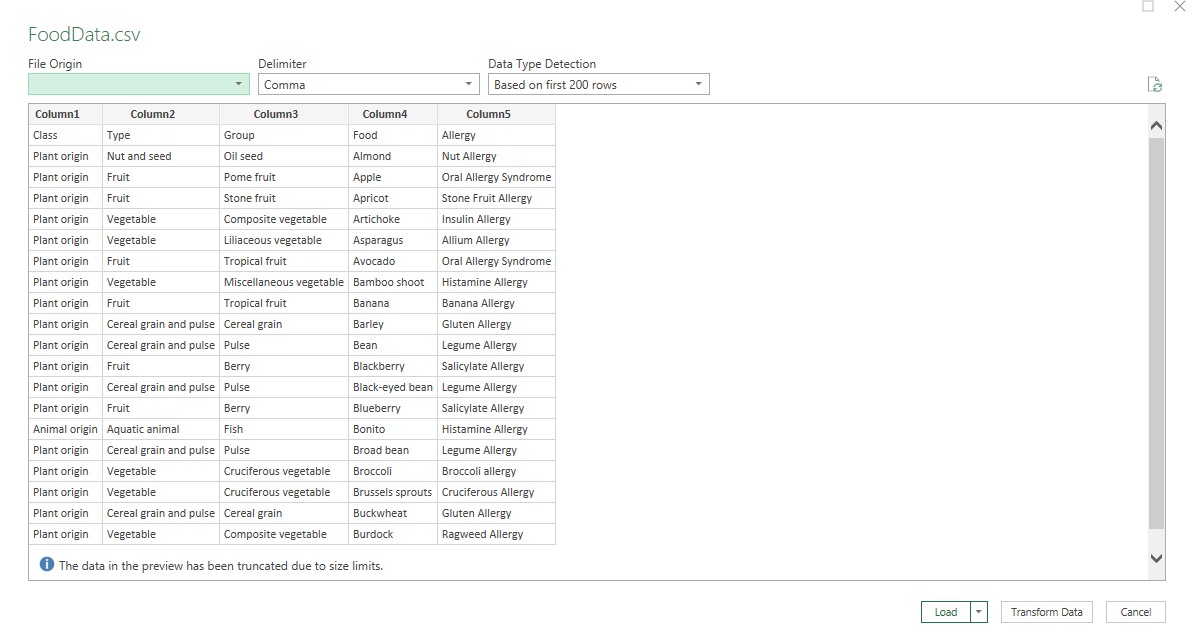 FoodData.csv
File Origin Delimiter Data Type Detection
Comma Based on first 200 rows
Column1 Column2 Column3 Column4 Column5
Class Type Group Food Allergy
Plant origin Nut and seed Oil seed Almond Nut Allergy
Plant origin Fruit Pome fruit Apple Oral Allergy Syndrome
Plant origin Fruit Stone fruit Apricot Stone Fruit Allergy
Plant origin Vegetable Composite vegetable Artichoke Insulin Allergy
Plant origin Vegetable Liliaceous vegetable Asparagus Allium Allergy
Plant origin Fruit Tropical fruit Avocado Oral Allergy Syndrome
Plant origin Vegetable Miscellaneous vegetable Bamboo shoot Histamine Allergy
Plant origin Fruit Tropical fruit Banana Banana Allergy
Plant origin Cereal grain and pulse Cereal grain Barley Gluten Allergy
Plant origin Cereal grain and pulse Pulse Bean Legume Allergy
Plant origin Fruit Berry Blackberry Salicylate Allergy
Plant origin Cereal grain and pulse Pulse Black-eyed bean Legume Allergy
Plant origin Fruit Berry Blueberry Salicylate Allergy
Animal origin Aquatic animal Fish Bonito Histamine Allergy
Plant origin Cereal grain and pulse Pulse Broad bean Legume Allergy
Plant origin Vegetable Cruciferous vegetable Broccoli Broccoli allergy
Plant origin Vegetable Cruciferous vegetable Brussels sprouts Cruciferous Allergy
Plant origin Cereal grain and pulse Cereal grain Buckwheat Gluten Allergy
Plant origin Vegetable Composite vegetable Burdock Ragweed Allergy
The data in the preview has been truncated due to size limits.
Load Transform Data Cancel